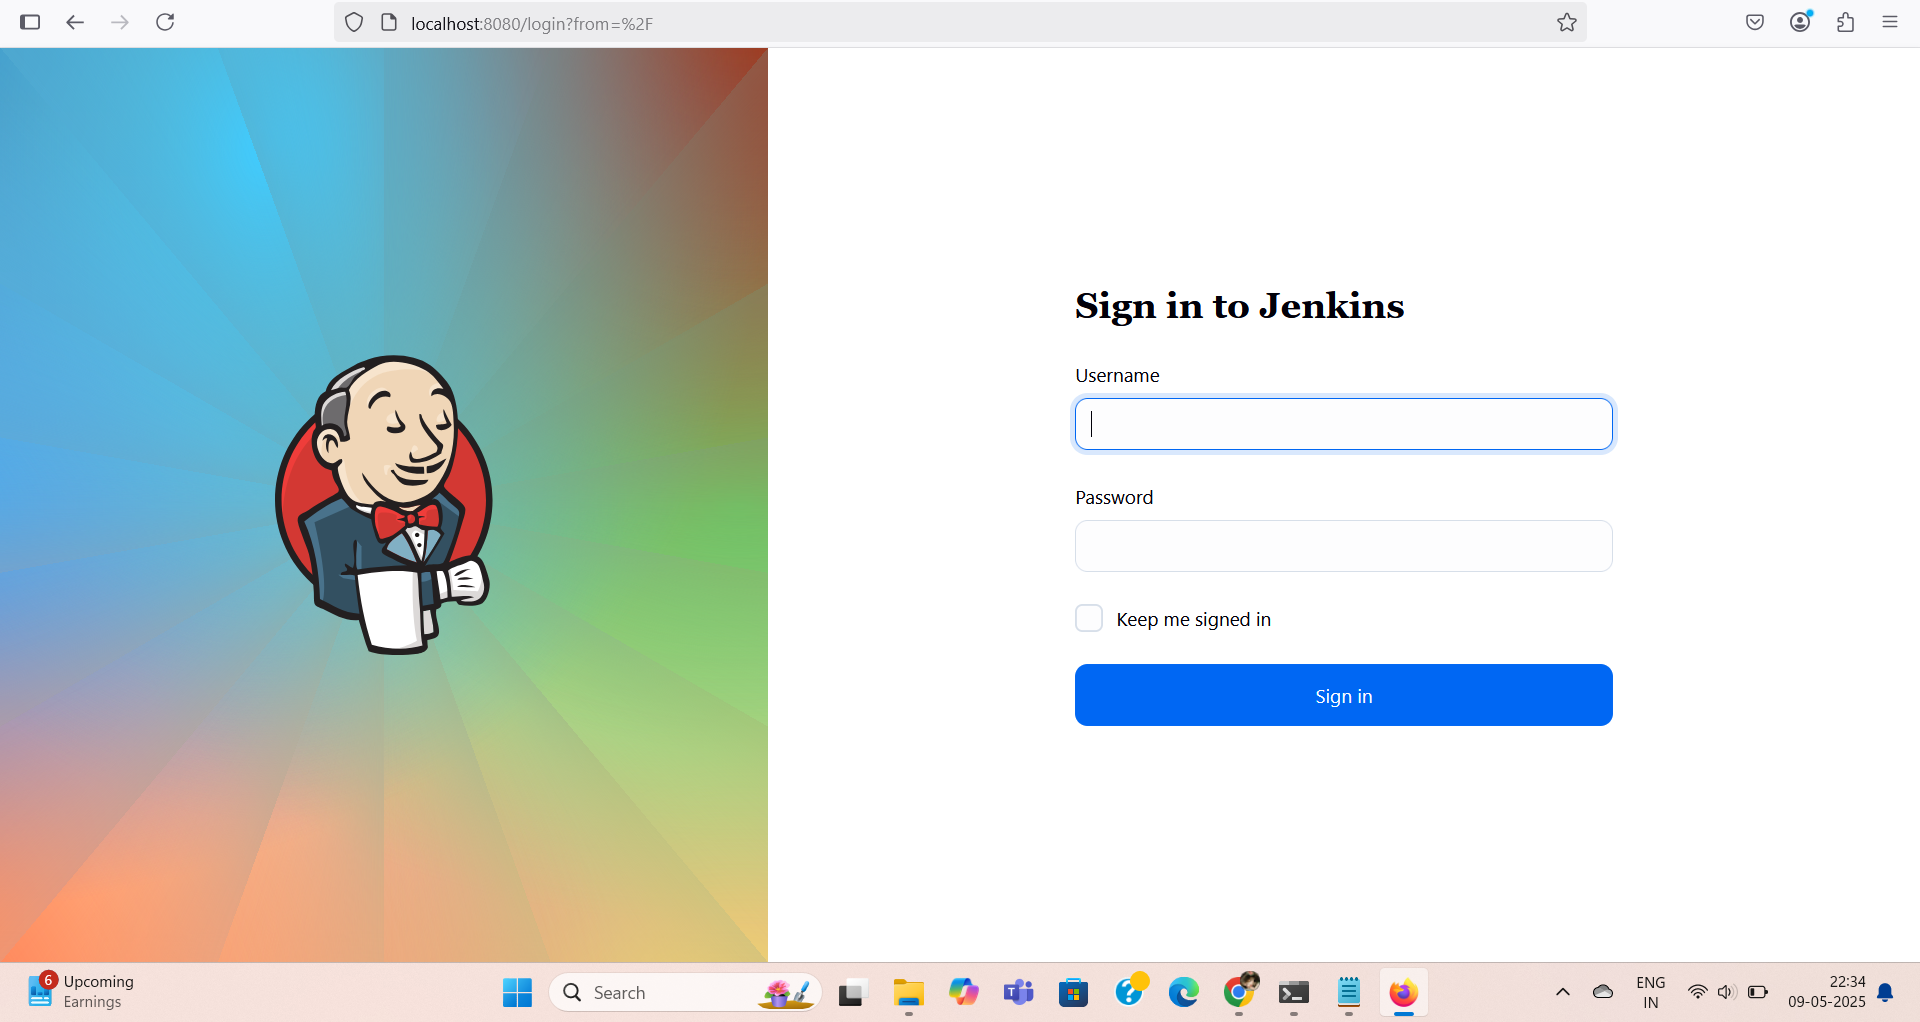 localhost:8080/login?from=%2F
Sign in to Jenkins
Username
Password
Keep me signed in
Sign in
6
Upcoming
Earnings
Search
T
?
ENG
IN
22:34
09-05-2025